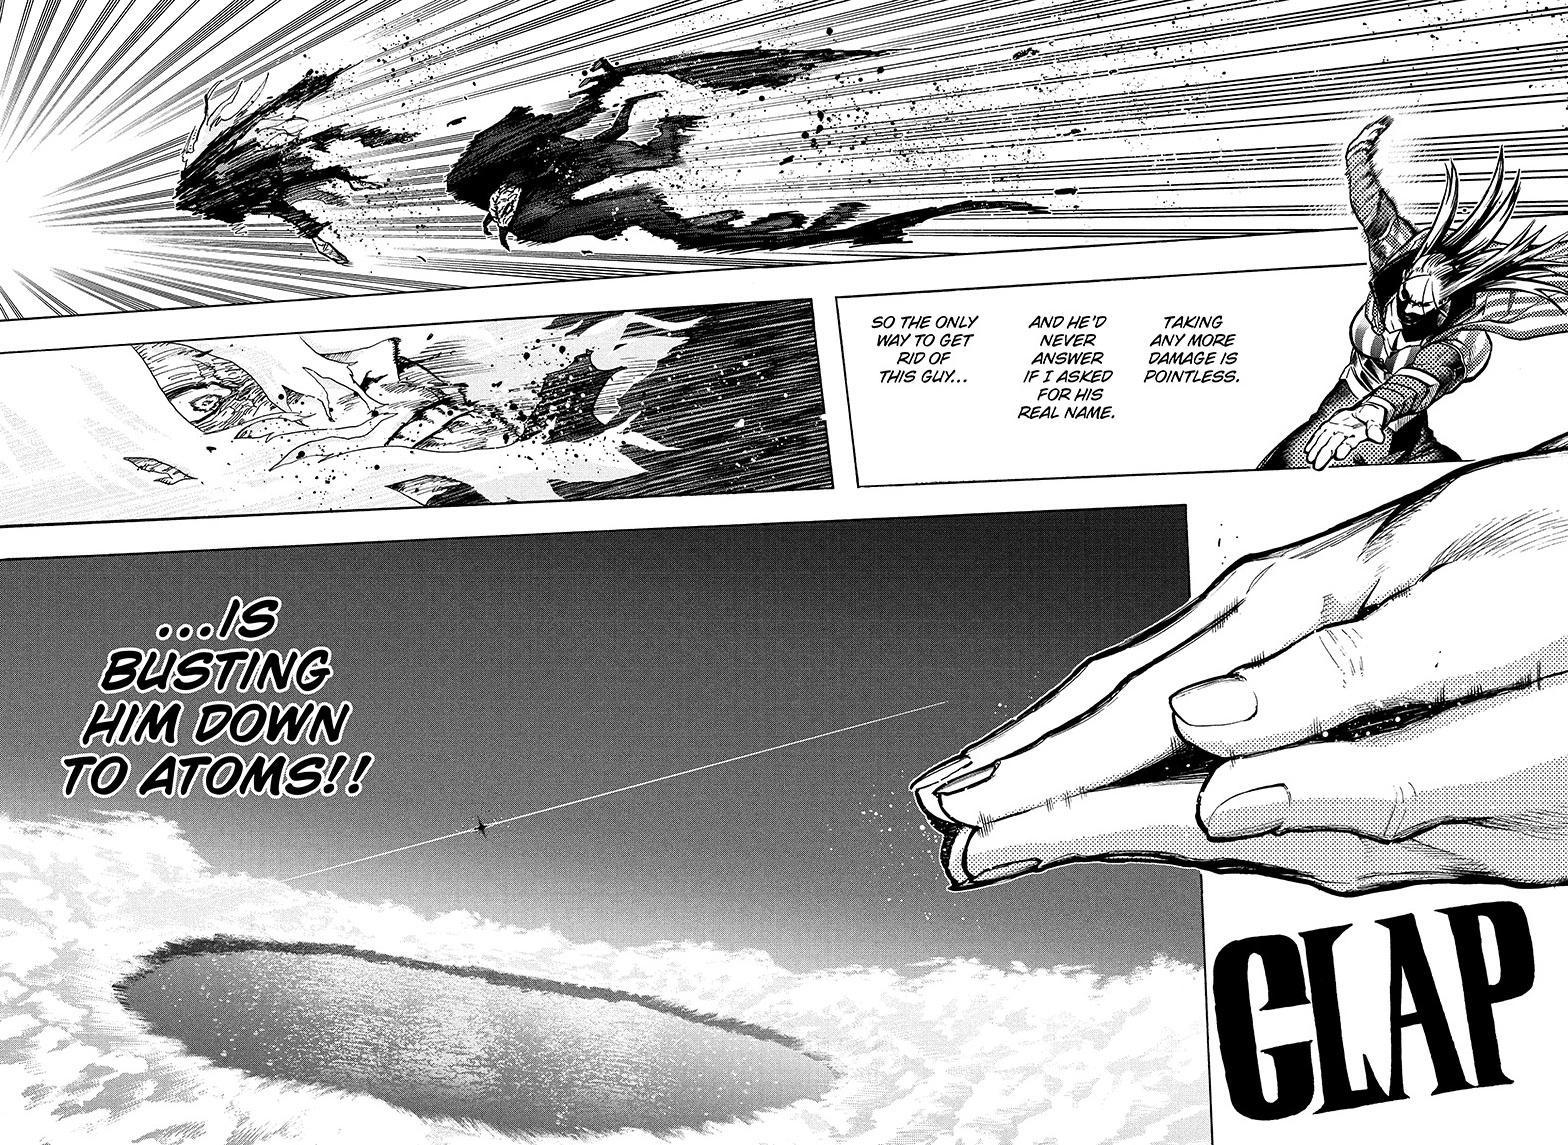 TAKING
ANY MORE
DAMAGE IS
POINTLESS.
AND HE'D
NEVER
ANSWER
IF I ASKED
FOR HIS
REAL NAME.
SO THE ONLY
WAY TO GET
RID OF
THIS GUY...
...IS
BUSTING
HIM DOWN
TO ATOMS!!
CLAP